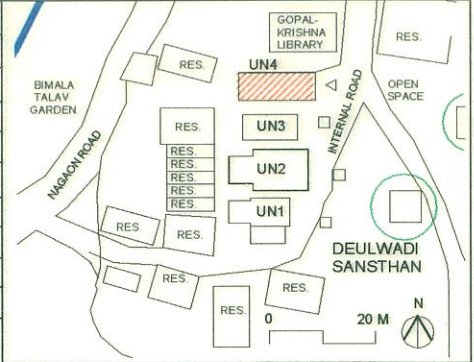 GOPAL-
KRISHNA
LIBRARY
RES.
RES.
UN4
BIMALA
TALAV
GARDEN
OPEN
SPACE
INTERNAL ROAD
NAGAON ROAD
RES.
UN3
RES.
RES.
RES.
RES.
RES.
UN2
UN1
RES.
RES.
DEULWADI
SANSTHAN
RES.
RES.
RES.
N
0
20 M